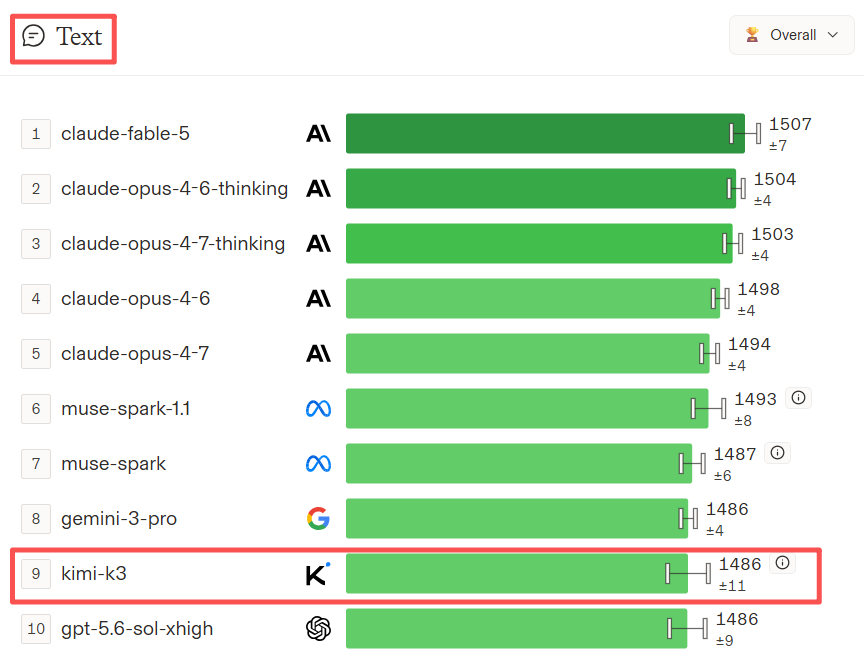 Text
Overall
1 claude-fable-5 1507 ±7
2 claude-opus-4-6-thinking 1504 ±4
3 claude-opus-4-7-thinking 1503 ±4
4 claude-opus-4-6 1498 ±4
5 claude-opus-4-7 1494 ±4
6 muse-spark-1.1 1493 ±8
7 muse-spark 1487 ±6
8 gemini-3-pro 1486 ±4
9 kimi-k3 1486 ±11
10 gpt-5.6-sol-xhigh 1486 ±9